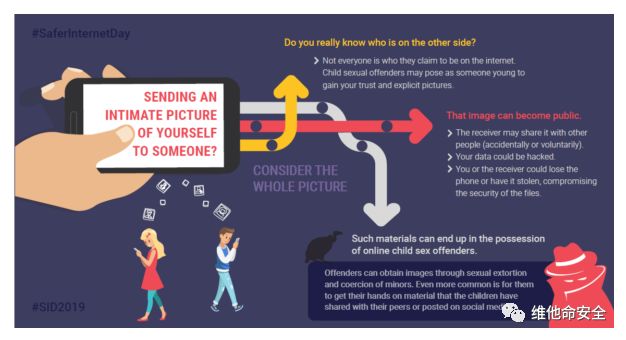 #SaferInternetDay
Do you really know who is on the other side?
Not everyone is who they claim to be on the internet.
Child sexual offenders may pose as someone young to
gain your trust and explicit pictures.
SENDING AN
INTIMATE PICTURE
OF YOURSELF
TO SOMEONE?
That image can become public.
The receiver may share it with other
people (accidentally or voluntarily).
Your data could be hacked.
You or the receiver could lose the
phone or have it stolen, compromising
the security of the files.
CONSIDER THE
WHOLE PICTURE
Such materials can end up in the possession
of online child sex offenders.
Offenders can obtain images through sexual extortion
and coercion of minors. Even more common is for them
to get their hands on material that the children have
shared with their peers or posted on social
#SID2019
维他命安全